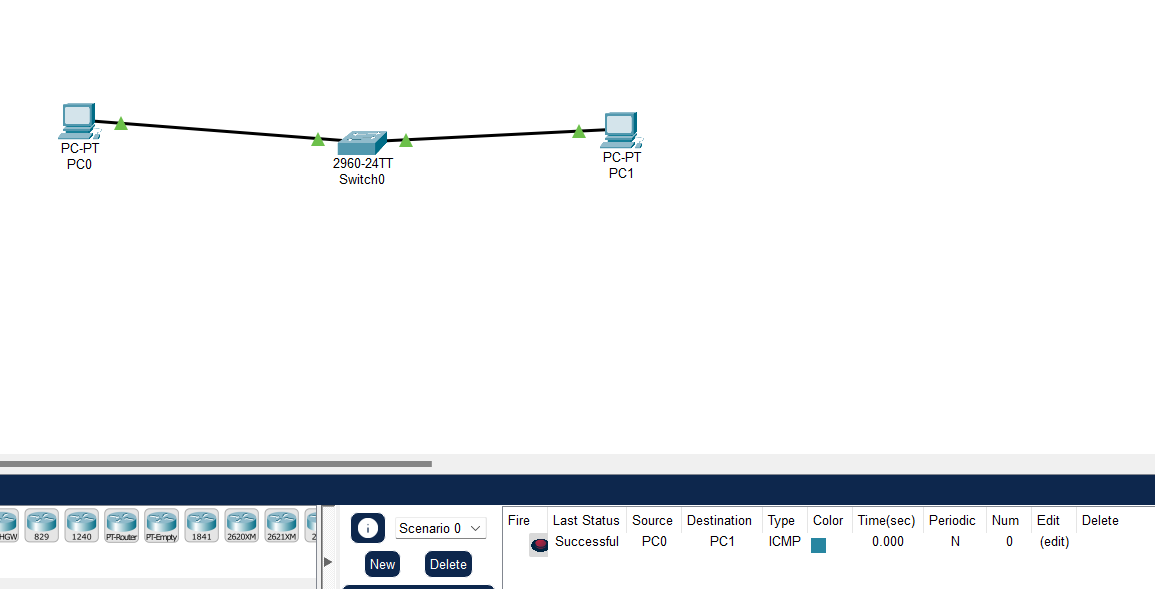 PC-PT
PC0
2960-24TT
Switch0
PC-PT
PC1
HGW 829 1240 PT-Router PT-Empty 1841 2620XM 2621XM 2
i
Scenario 0
New Delete
Fire Last Status Source Destination Type Color Time(sec) Periodic Num Edit Delete
Successful PC0 PC1 ICMP 0.000 N 0 (edit)